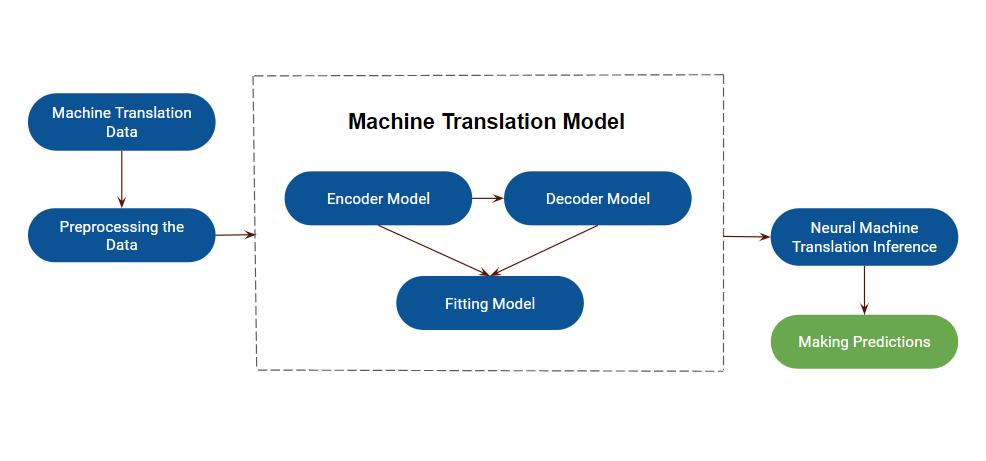 Machine Translation
Data
Preprocessing the
Data
Machine Translation Model
Encoder Model
Decoder Model
Fitting Model
Neural Machine
Translation Inference
Making Predictions